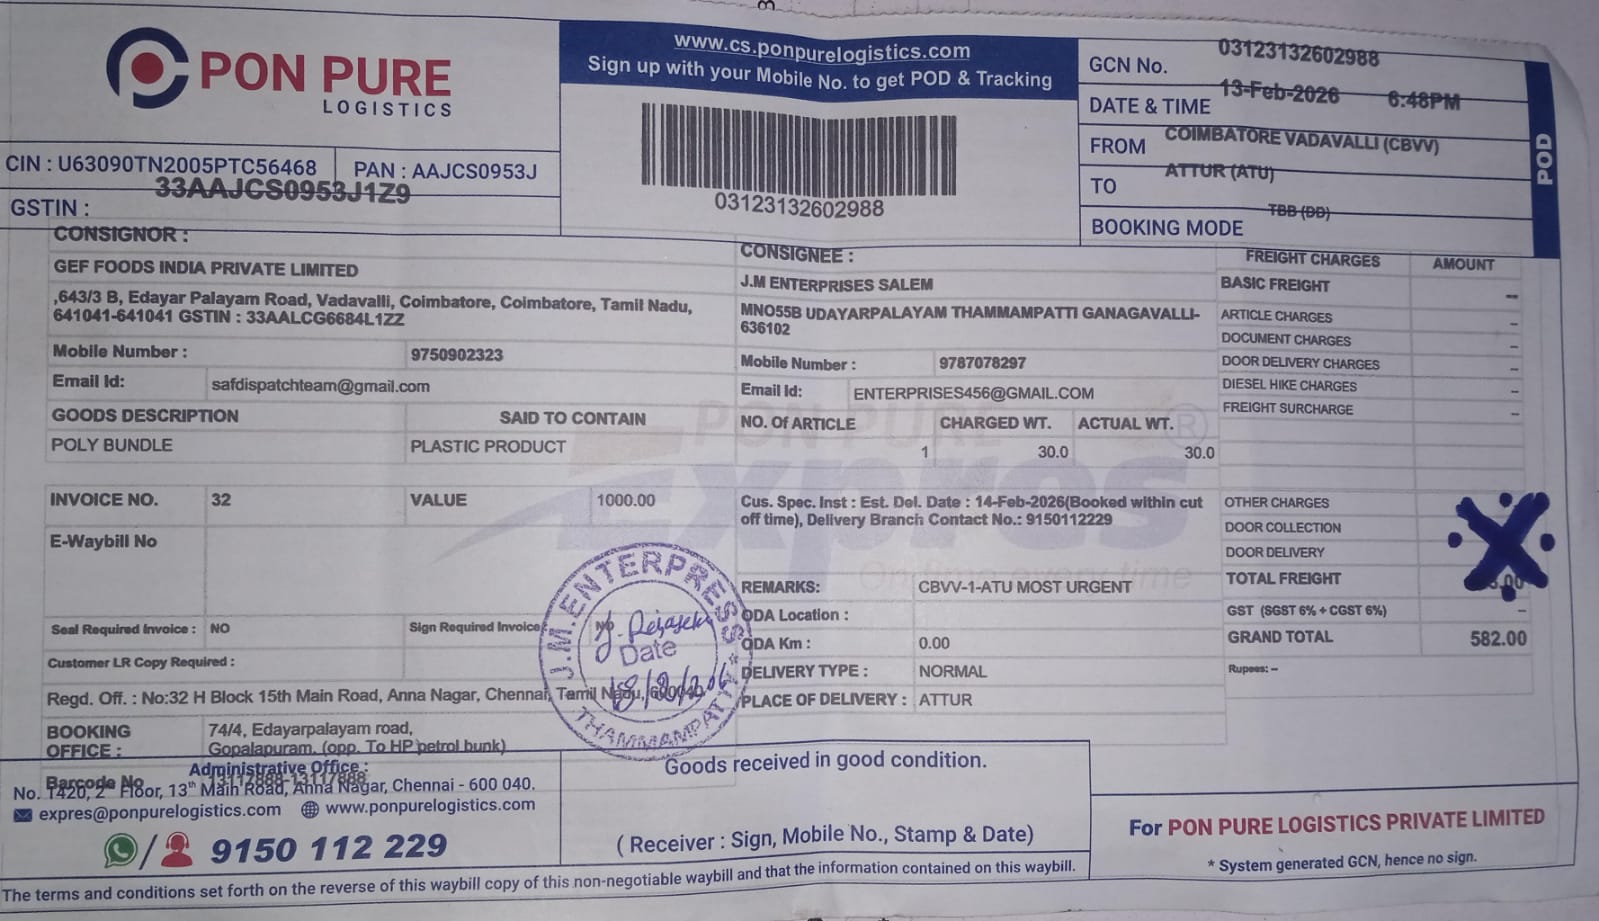 PON PURE
LOGISTICS
www.cs.ponpurelogistics.com
Sign up with your Mobile No. to get POD & Tracking
03123132602988
GCN No. 03123132602988
DATE & TIME 13-Feb-2026 6:48PM
FROM COIMBATORE VADAVALLI (CBVV)
TO ATTUR (ATU)
BOOKING MODE TBB (DD)
POD
CIN : U63090TN2005PTC56468 PAN : AAJCS0953J
GSTIN : 33AAJCS0953J1Z9
CONSIGNOR :
GEF FOODS INDIA PRIVATE LIMITED
,643/3 B, Edayar Palayam Road, Vadavalli, Coimbatore, Coimbatore, Tamil Nadu,
641041-641041 GSTIN : 33AALCG6684L1ZZ
Mobile Number : 9750902323
Email Id: safdispatchteam@gmail.com
GOODS DESCRIPTION SAID TO CONTAIN
POLY BUNDLE PLASTIC PRODUCT
INVOICE NO. 32 VALUE 1000.00
E-Waybill No
Seal Required Invoice : NO Sign Required Invoice
Customer LR Copy Required :
Regd. Off. : No:32 H Block 15th Main Road, Anna Nagar, Chennai, Tamil Nadu,
BOOKING OFFICE : 74/4, Edayarpalayam road,
Gopalapuram, (opp. To HP petrol bunk)
Barcode No 13117888-13117888
CONSIGNEE :
J.M ENTERPRISES SALEM
MNO55B UDAYARPALAYAM THAMMAMPATTI GANAGAVALLI-
636102
Mobile Number : 9787078297
Email Id: ENTERPRISES456@GMAIL.COM
NO. Of ARTICLE CHARGED WT. ACTUAL WT.
1 30.0 30.0
Cus. Spec. Inst : Est. Del. Date : 14-Feb-2026(Booked within cut
off time), Delivery Branch Contact No.: 9150112229
REMARKS: CBVV-1-ATU MOST URGENT
ODA Location :
ODA Km : 0.00
DELIVERY TYPE : NORMAL
PLACE OF DELIVERY : ATTUR
FREIGHT CHARGES AMOUNT
BASIC FREIGHT –
ARTICLE CHARGES –
DOCUMENT CHARGES –
DOOR DELIVERY CHARGES –
DIESEL HIKE CHARGES –
FREIGHT SURCHARGE –
OTHER CHARGES
DOOR COLLECTION
DOOR DELIVERY
TOTAL FREIGHT
GST (SGST 6% + CGST 6%) –
GRAND TOTAL 582.00
Rupees: –
PON PURE
Expres
On time every time
J.M. ENTERPRESS
Date
THAMMAMPATTI
Administrative Office :
No. 1420, 2nd Floor, 13th Main Road, Anna Nagar, Chennai - 600 040.
expres@ponpurelogistics.com www.ponpurelogistics.com
9150 112 229
Goods received in good condition.
( Receiver : Sign, Mobile No., Stamp & Date)
For PON PURE LOGISTICS PRIVATE LIMITED
* System generated GCN, hence no sign.
The terms and conditions set forth on the reverse of this waybill copy of this non-negotiable waybill and that the information contained on this waybill.